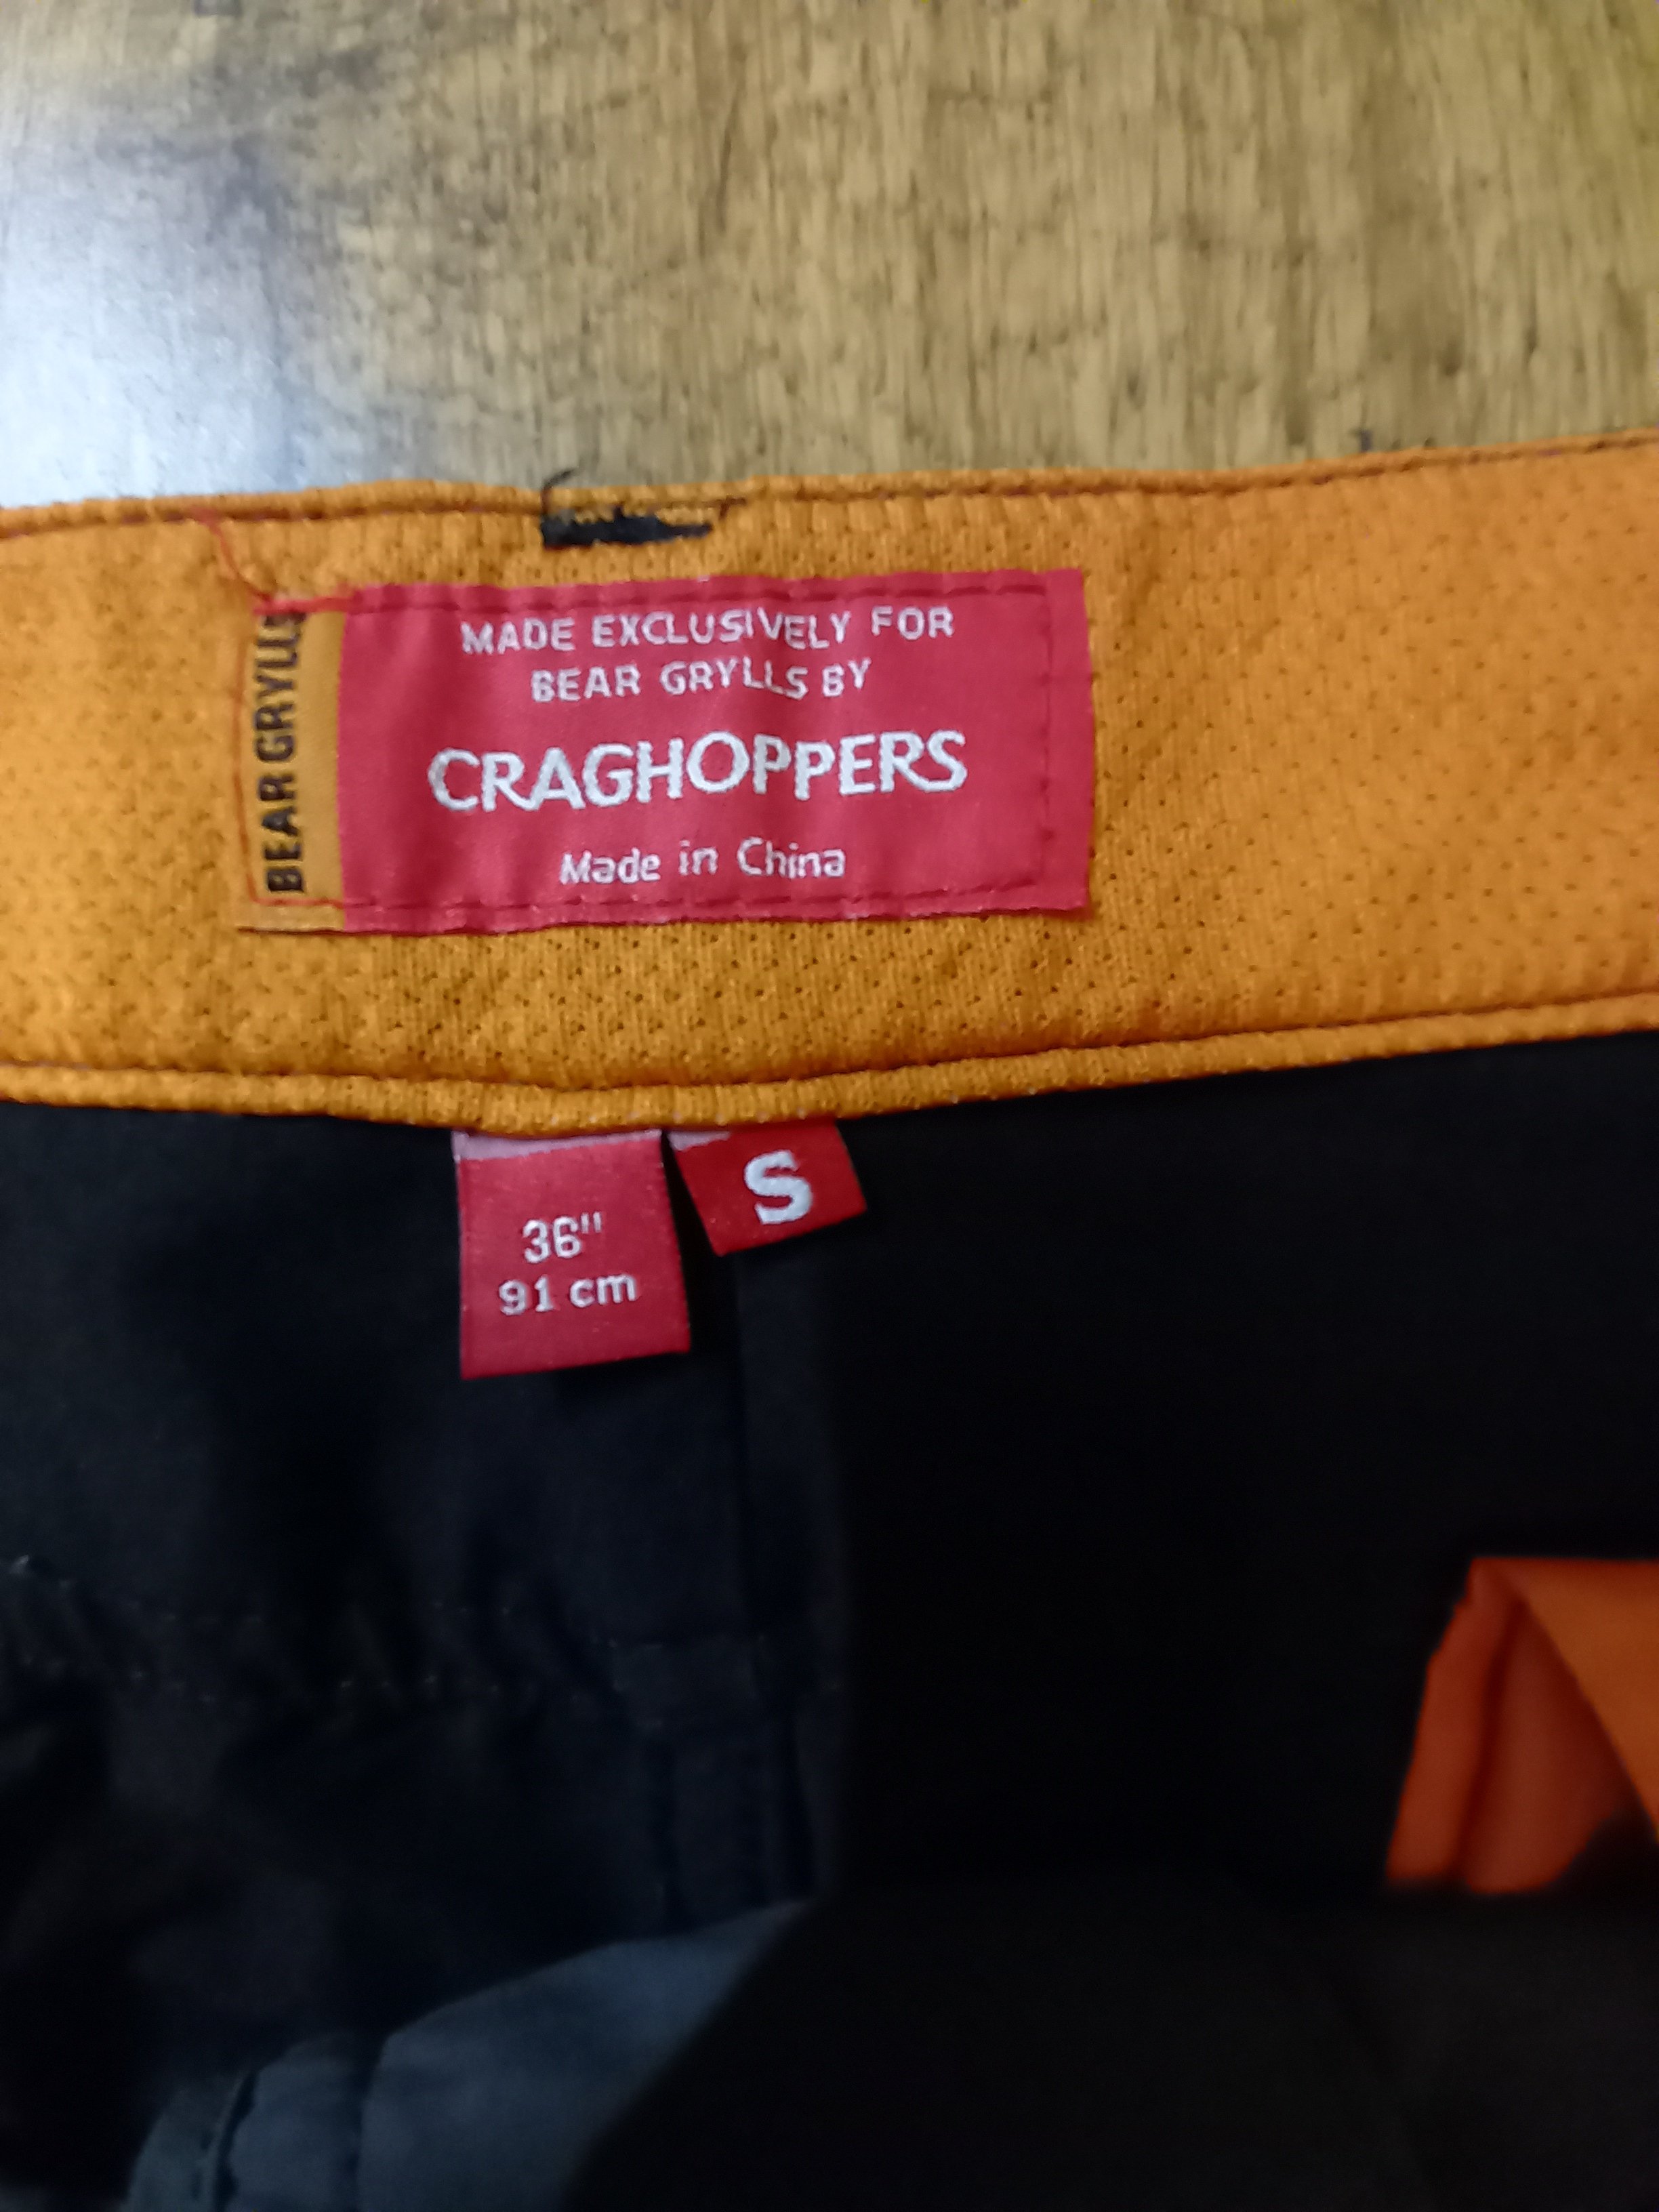 MADE EXCLUSIVELY FOR
BEAR GRYLLS BY
CRAGHOPPERS
Made in China
BEAR GRYLLS
36"
91 cm
S